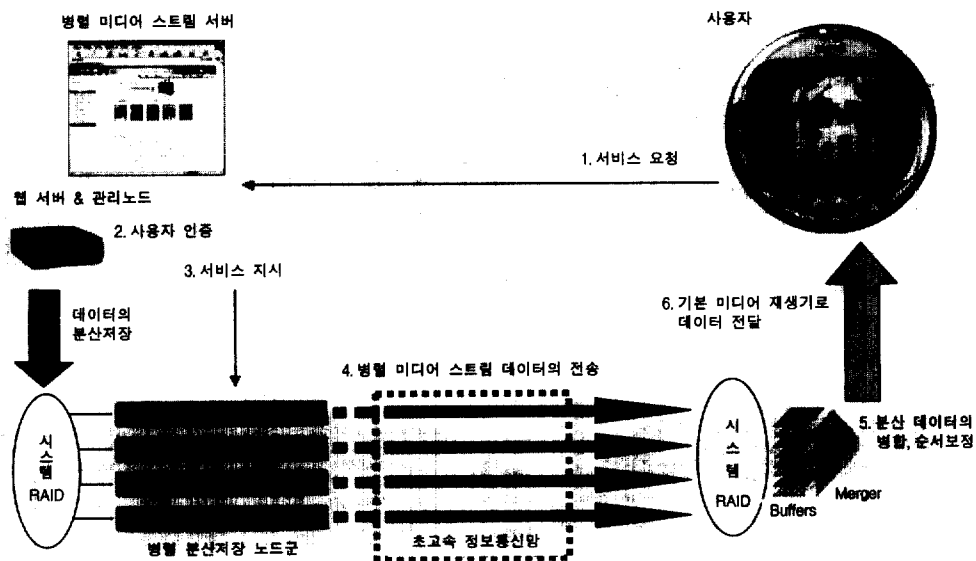 병렬 미디어 스트림 서버
사용자
1. 서비스 요청
웹 서버 & 관리노드
2. 사용자 인증
3. 서비스 지시
데이터의
분산저장
6. 기본 미디어 재생기로
데이터 전달
4. 병렬 미디어 스트림 데이터의 전송
시스템
RAID
시스템
RAID
5. 분산 데이터의
병합, 순서보정
Buffers
Merger
병렬 분산저장 노드군
초고속 정보통신망